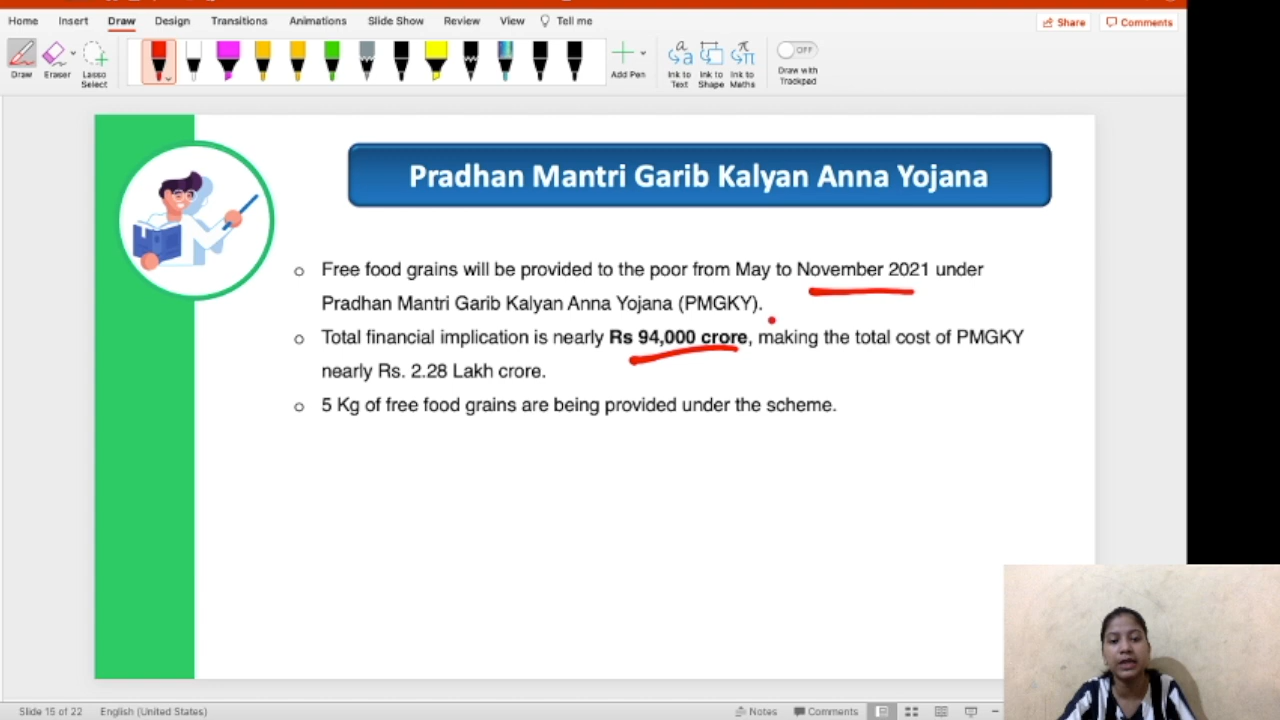 Home Insert Draw Design Transitions Animations Slide Show Review View Tell me Share Comments
Draw Eraser Lasso Select Add Pen Ink to Text Ink to Shape Ink to Maths OFF Draw with Trackpad
Pradhan Mantri Garib Kalyan Anna Yojana
o Free food grains will be provided to the poor from May to November 2021 under
Pradhan Mantri Garib Kalyan Anna Yojana (PMGKY).
o Total financial implication is nearly Rs 94,000 crore, making the total cost of PMGKY
nearly Rs. 2.28 Lakh crore.
o 5 Kg of free food grains are being provided under the scheme.
Slide 15 of 22 English (United States) Notes Comments